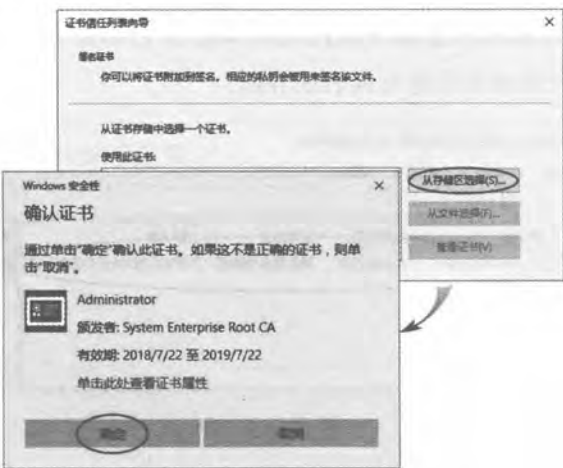 证书信任列表向导
签名证书
你可以将证书附加到签名。相应的私钥会被用来签名该文件。
从证书存储中选择一个证书。
使用此证书:
从存储区选择(S)...
从文件选择(F)...
查看证书(V)
Windows 安全性
确认证书
通过单击"确定"确认此证书。如果这不是正确的证书，则单
击"取消"。
Administrator
颁发者: System Enterprise Root CA
有效期: 2018/7/22 至 2019/7/22
单击此处查看证书属性
确定
取消